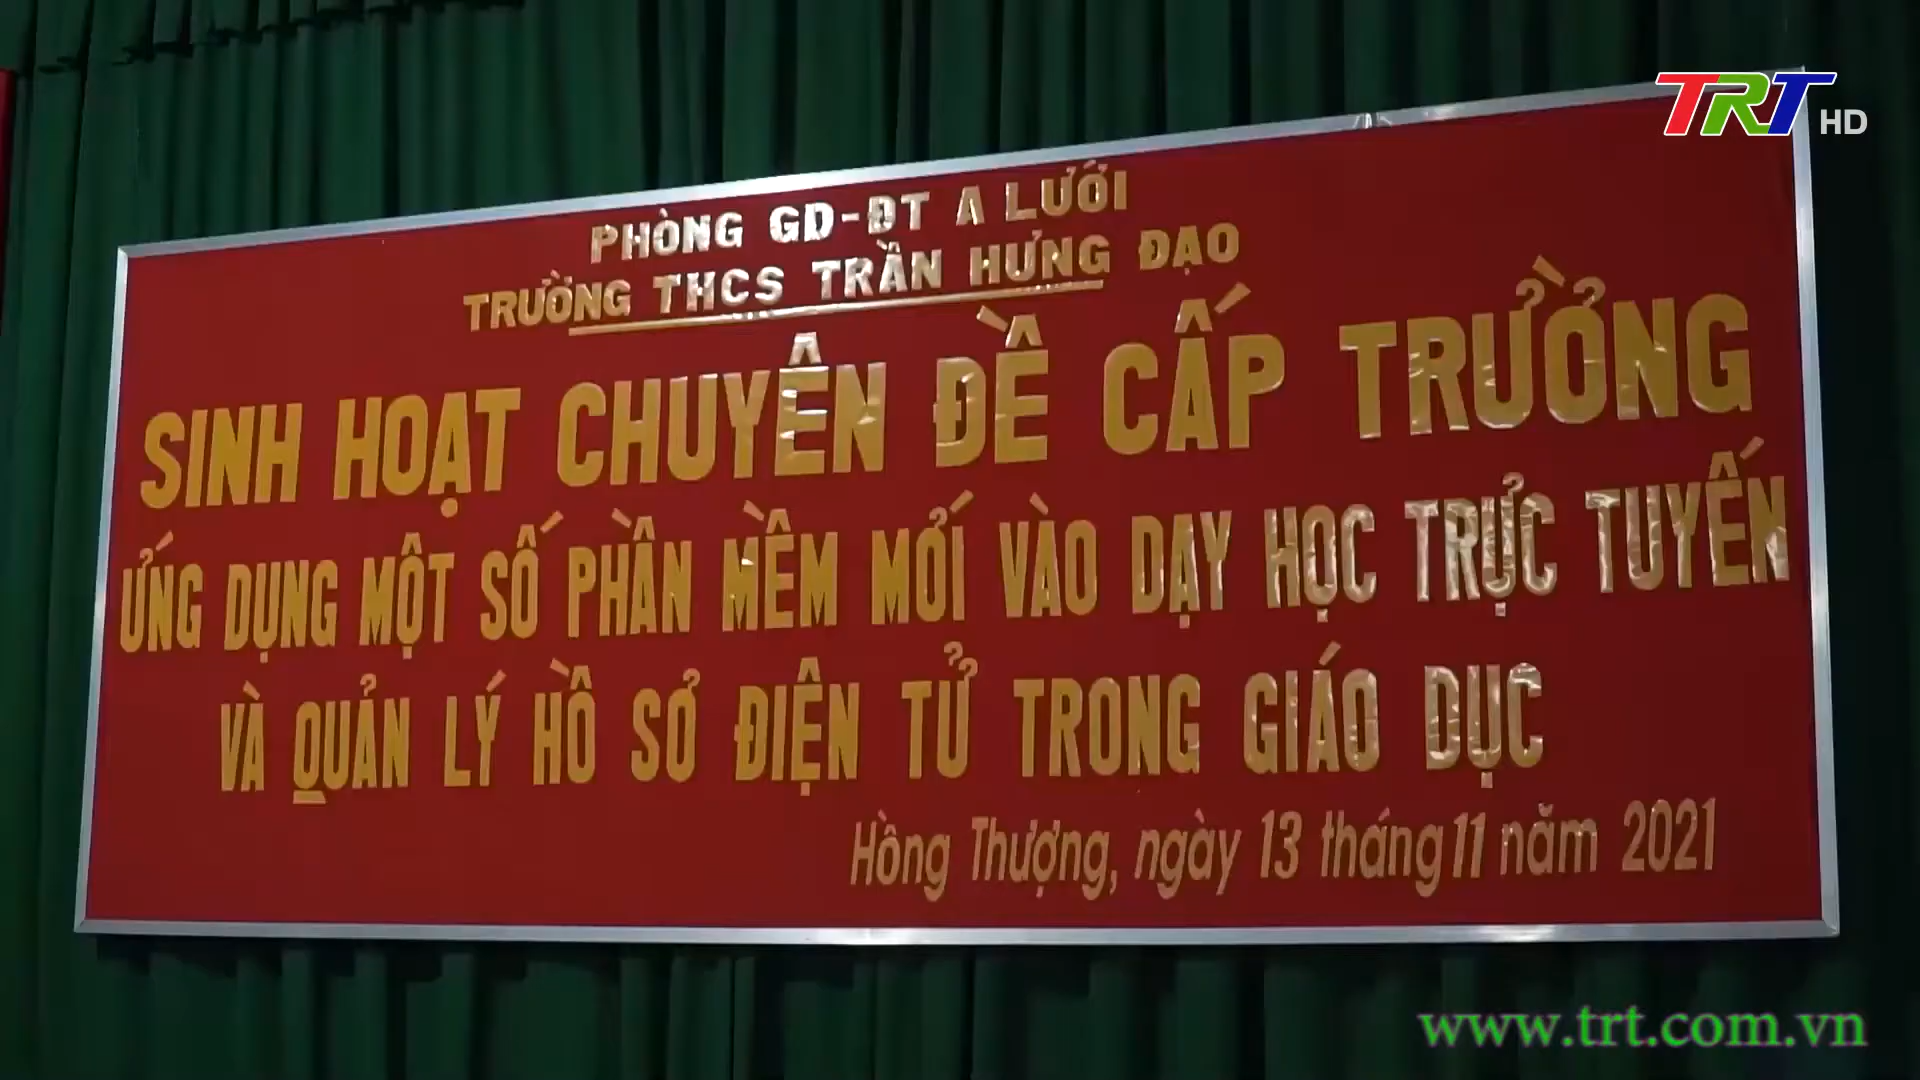 TRT HD
PHÒNG GD-ĐT A LƯỚI
TRƯỜNG THCS TRẦN HƯNG ĐẠO
SINH HOẠT CHUYÊN ĐỀ CẤP TRƯỜNG
ỨNG DỤNG MỘT SỐ PHẦN MỀM MỚI VÀO DẠY HỌC TRỰC TUYẾN
VÀ QUẢN LÝ HỒ SƠ ĐIỆN TỬ TRONG GIÁO DỤC
Hồng Thượng, ngày 13 tháng 11 năm 2021
www.trt.com.vn